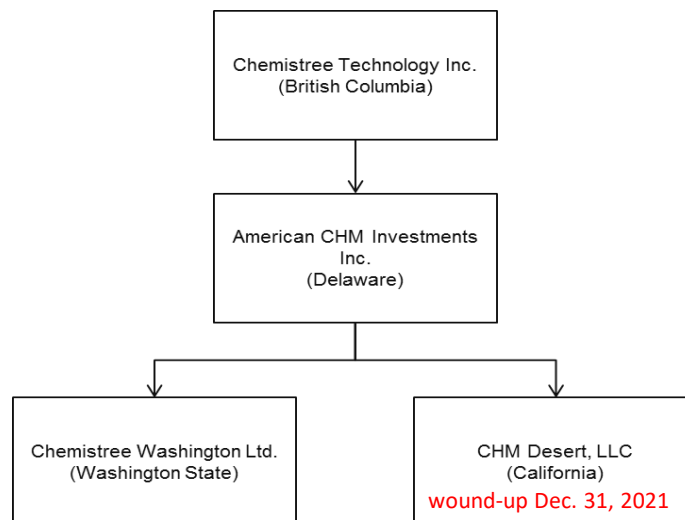 Chemistree Technology Inc.
(British Columbia)
American CHM Investments
Inc.
(Delaware)
Chemistree Washington Ltd.
(Washington State)
CHM Desert, LLC
(California)
wound-up Dec. 31, 2021